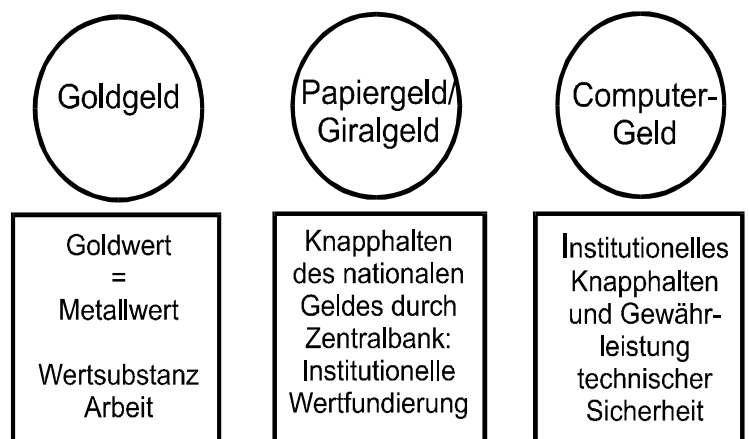 Goldgeld
Papiergeld/
Giralgeld
Computer-
Geld
Goldwert
=
Metallwert
Wertsubstanz
Arbeit
Knapphalten
des nationalen
Geldes durch
Zentralbank:
Institutionelle
Wertfundierung
Institutionelles
Knapphalten
und Gewähr-
leistung
technischer
Sicherheit